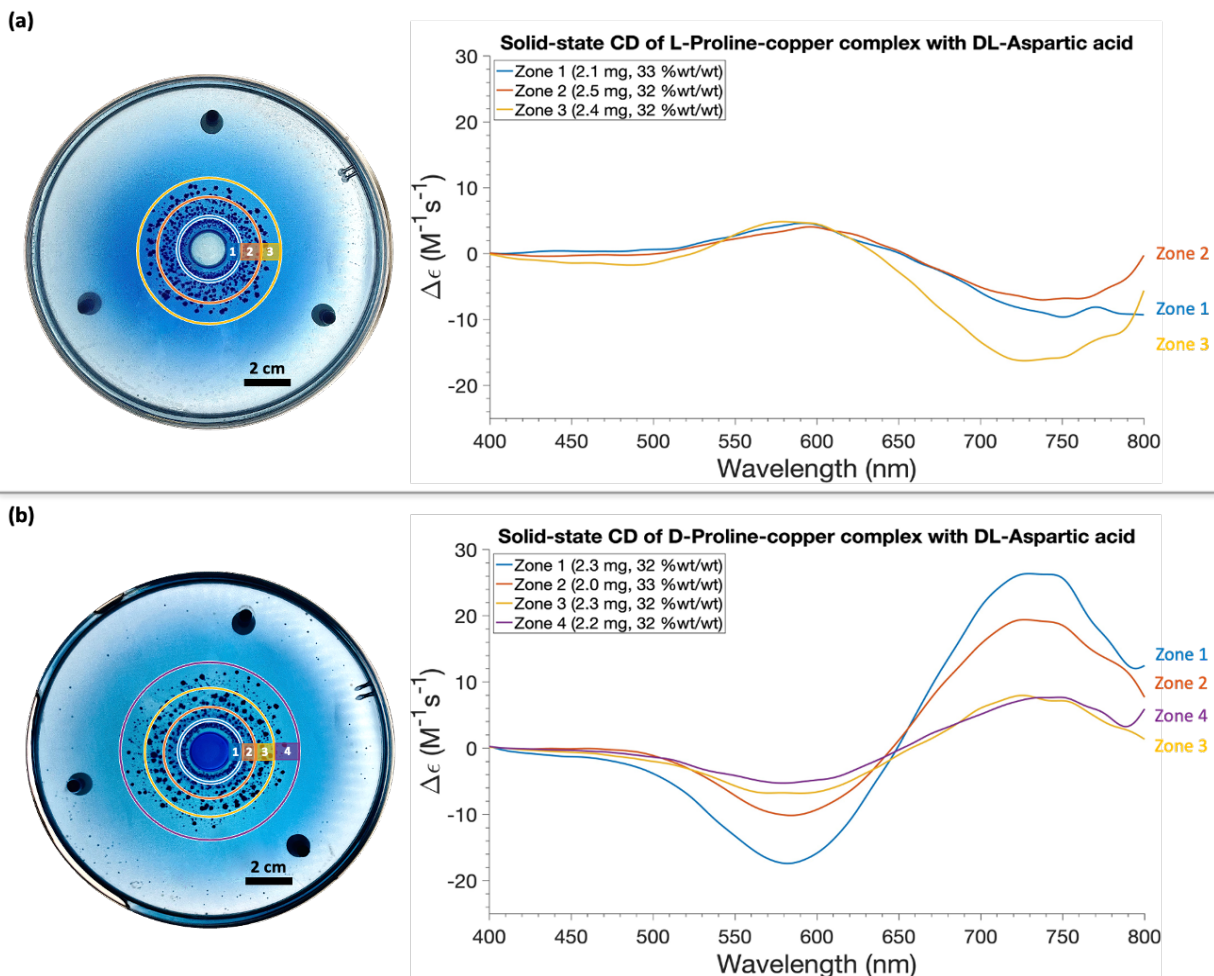 (a)
Solid-state CD of L-Proline-copper complex with DL-Aspartic acid
Zone 1 (2.1 mg, 33 %wt/wt)
Zone 2 (2.5 mg, 32 %wt/wt)
Zone 3 (2.4 mg, 32 %wt/wt)
30
20
10
0
-10
-20
Δϵ (M⁻¹s⁻¹)
400 450 500 550 600 650 700 750 800
Wavelength (nm)
Zone 2
Zone 1
Zone 3
1 2 3
2 cm
(b)
Solid-state CD of D-Proline-copper complex with DL-Aspartic acid
Zone 1 (2.3 mg, 32 %wt/wt)
Zone 2 (2.0 mg, 33 %wt/wt)
Zone 3 (2.3 mg, 32 %wt/wt)
Zone 4 (2.2 mg, 32 %wt/wt)
30
20
10
0
-10
-20
Δϵ (M⁻¹s⁻¹)
400 450 500 550 600 650 700 750 800
Wavelength (nm)
Zone 1
Zone 2
Zone 4
Zone 3
1 2 3 4
2 cm